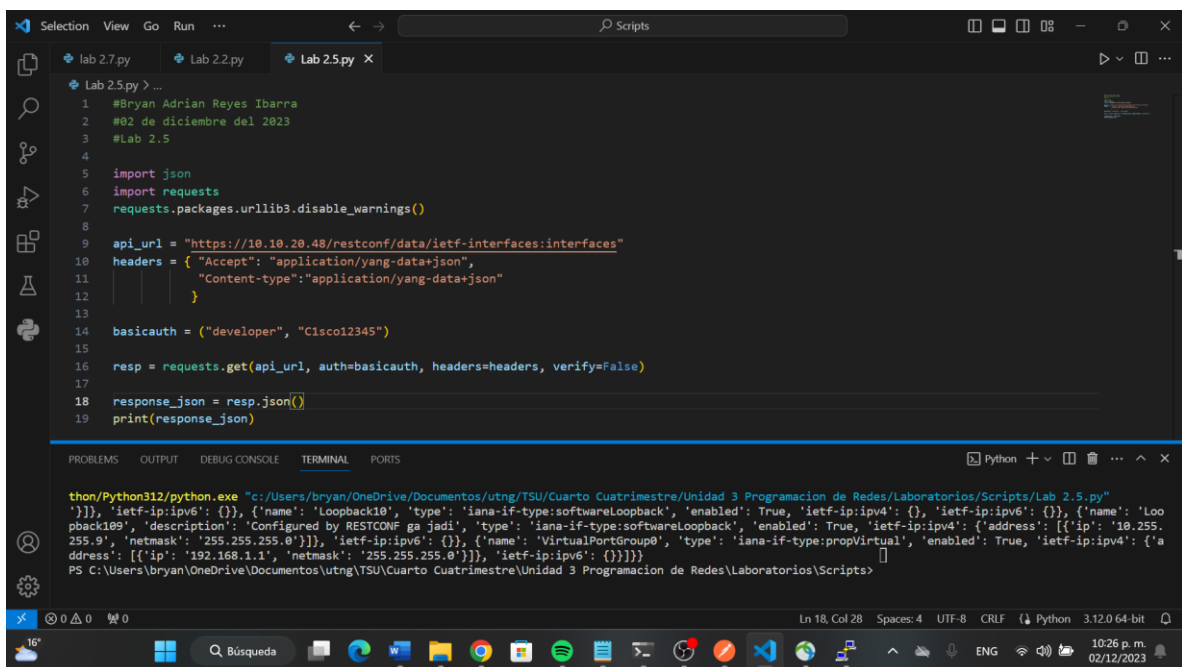 Selection View Go Run ··· Scripts
lab 2.7.py Lab 2.2.py Lab 2.5.py
Lab 2.5.py > ...
1 #Bryan Adrian Reyes Ibarra
2 #02 de diciembre del 2023
3 #Lab 2.5
4
5 import json
6 import requests
7 requests.packages.urllib3.disable_warnings()
8
9 api_url = "https://10.10.20.48/restconf/data/ietf-interfaces:interfaces"
10 headers = { "Accept": "application/yang-data+json",
11 "Content-type":"application/yang-data+json"
12 }
13
14 basicauth = ("developer", "C1sco12345")
15
16 resp = requests.get(api_url, auth=basicauth, headers=headers, verify=False)
17
18 response_json = resp.json()
19 print(response_json)
PROBLEMS OUTPUT DEBUG CONSOLE TERMINAL PORTS Python
thon/Python312/python.exe "c:/Users/bryan/OneDrive/Documentos/utng/TSU/Cuarto Cuatrimestre/Unidad 3 Programacion de Redes/Laboratorios/Scripts/Lab 2.5.py"
'}]}, 'ietf-ip:ipv6': {}}, {'name': 'Loopback10', 'type': 'iana-if-type:softwareLoopback', 'enabled': True, 'ietf-ip:ipv4': {}, 'ietf-ip:ipv6': {}}, {'name': 'Loo
pback109', 'description': 'Configured by RESTCONF ga jadi', 'type': 'iana-if-type:softwareLoopback', 'enabled': True, 'ietf-ip:ipv4': {'address': [{'ip': '10.255.
255.9', 'netmask': '255.255.255.0'}]}, 'ietf-ip:ipv6': {}}, {'name': 'VirtualPortGroup0', 'type': 'iana-if-type:propVirtual', 'enabled': True, 'ietf-ip:ipv4': {'a
ddress': [{'ip': '192.168.1.1', 'netmask': '255.255.255.0'}]}, 'ietf-ip:ipv6': {}}]}}
PS C:\Users\bryan\OneDrive\Documentos\utng\TSU\Cuarto Cuatrimestre\Unidad 3 Programacion de Redes\Laboratorios\Scripts>
0 0 0 Ln 18, Col 28 Spaces: 4 UTF-8 CRLF Python 3.12.0 64-bit
16° Búsqueda ENG 10:26 p. m.
02/12/2023